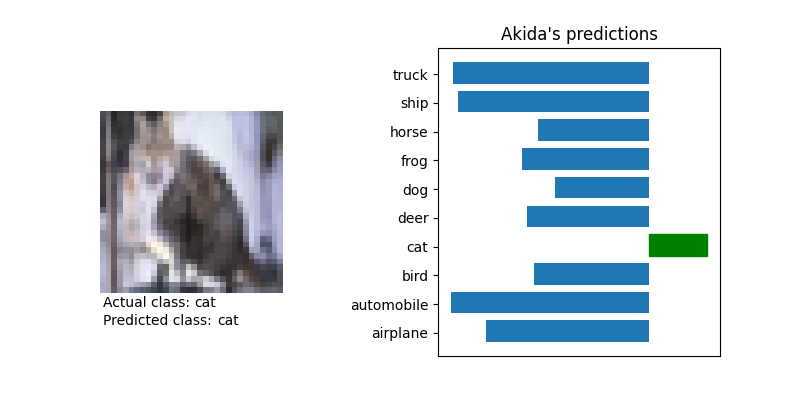 Akida's predictions
truck
ship
horse
frog
dog
deer
cat
bird
automobile
airplane
Actual class: cat
Predicted class: cat